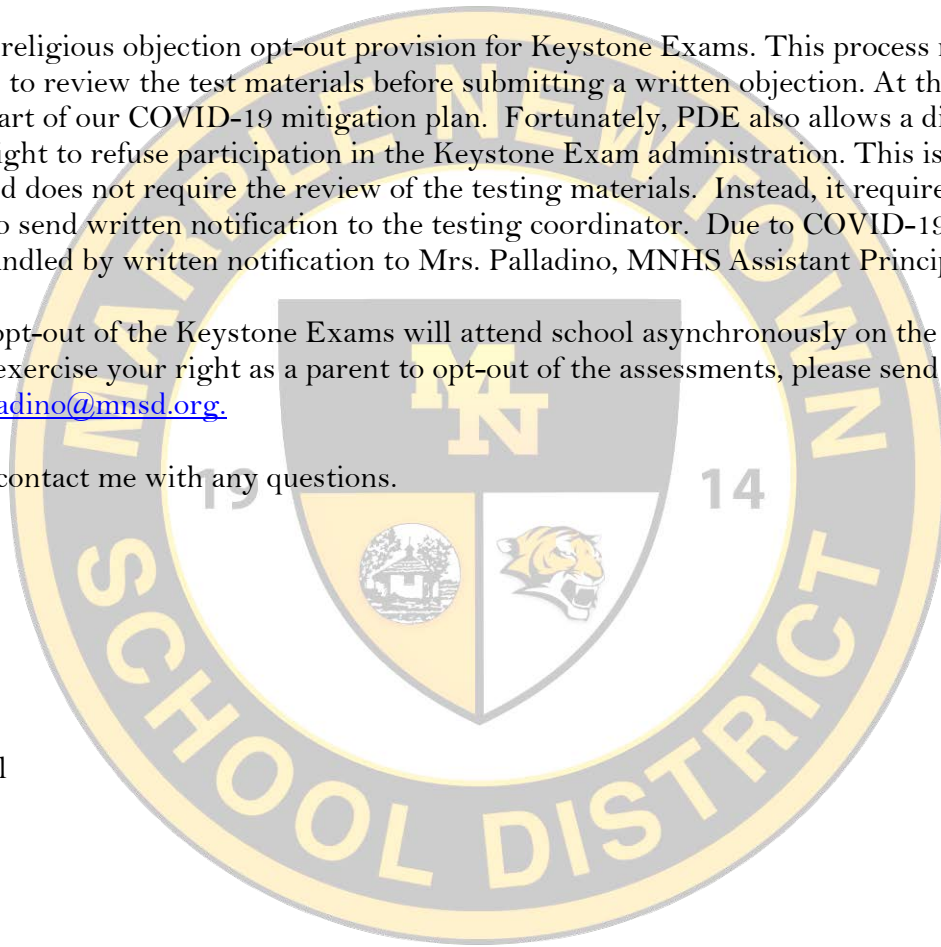 religious objection opt-out provision for Keystone Exams. This process
to review the test materials before submitting a written objection. At
art of our COVID-19 mitigation plan. Fortunately, PDE also allows a
ight to refuse participation in the Keystone Exam administration. This is
d does not require the review of the testing materials. Instead, it require
o send written notification to the testing coordinator. Due to COVID-19
ndled by written notification to Mrs. Palladino, MNHS Assistant Princip
opt-out of the Keystone Exams will attend school asynchronously on the
exercise your right as a parent to opt-out of the assessments, please send
adino@mnsd.org.
contact me with any questions.
l
MARPLE NEWTOWN
SCHOOL DISTRICT
MN
19 14